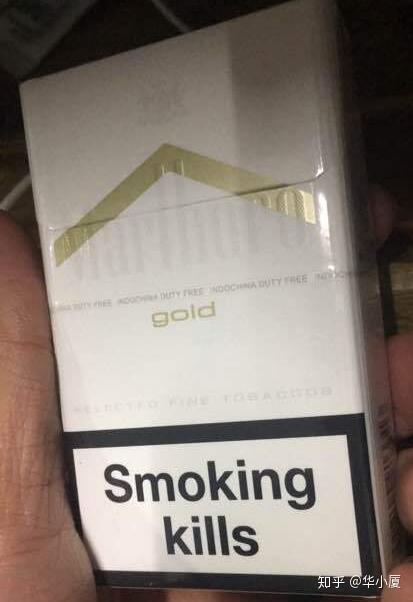 Marlboro
INDOCHINA DUTY FREE INDOCHINA DUTY FREE INDOCHINA DUTY FREE INDOCHINA
gold
SELECTED FINE TOBACCOS
Smoking
kills
知乎 @华小厦